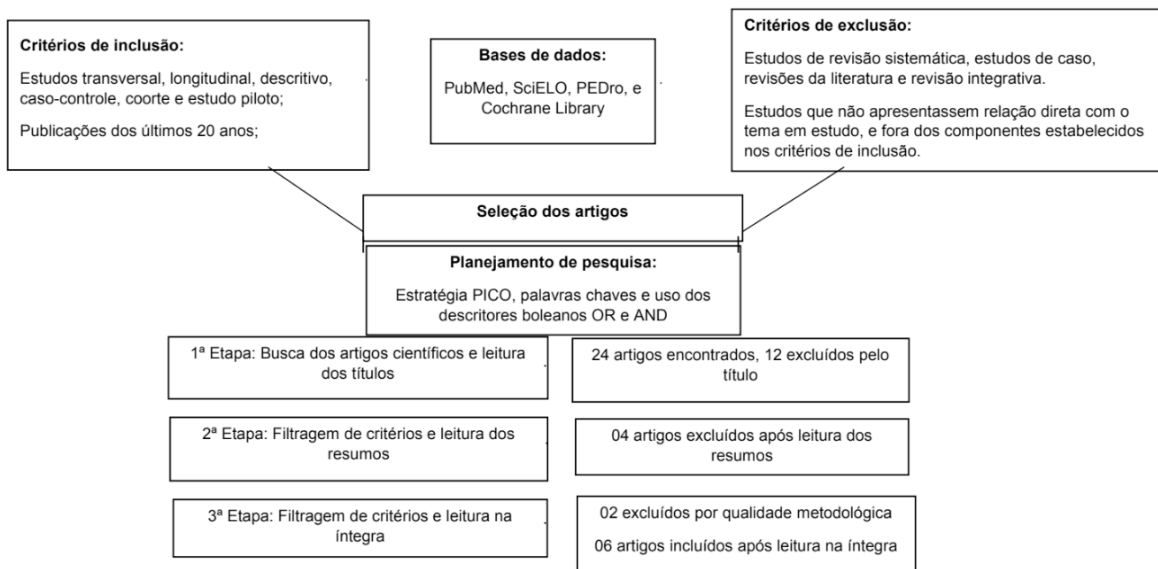 Critérios de inclusão:
Estudos transversal, longitudinal, descritivo,
caso-controle, coorte e estudo piloto;
Publicações dos últimos 20 anos;
Bases de dados:
PubMed, SciELO, PEDro, e
Cochrane Library
Critérios de exclusão:
Estudos de revisão sistemática, estudos de caso,
revisões da literatura e revisão integrativa.
Estudos que não apresentassem relação direta com o
tema em estudo, e fora dos componentes estabelecidos
nos critérios de inclusão.
Seleção dos artigos
Planejamento de pesquisa:
Estratégia PICO, palavras chaves e uso dos
descritores boleanos OR e AND
1ª Etapa: Busca dos artigos científicos e leitura
dos títulos
24 artigos encontrados, 12 excluídos pelo
título
2ª Etapa: Filtragem de critérios e leitura dos
resumos
04 artigos excluídos após leitura dos
resumos
3ª Etapa: Filtragem de critérios e leitura na
íntegra
02 excluídos por qualidade metodológica
06 artigos incluídos após leitura na íntegra